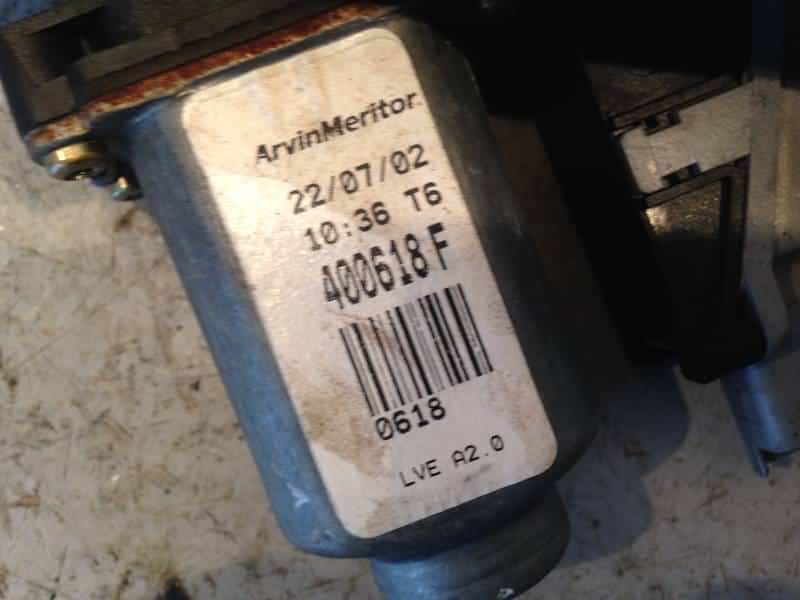 ArvinMeritor
22/07/02
10:36 T6
400618 F
0618
LVE A2.0